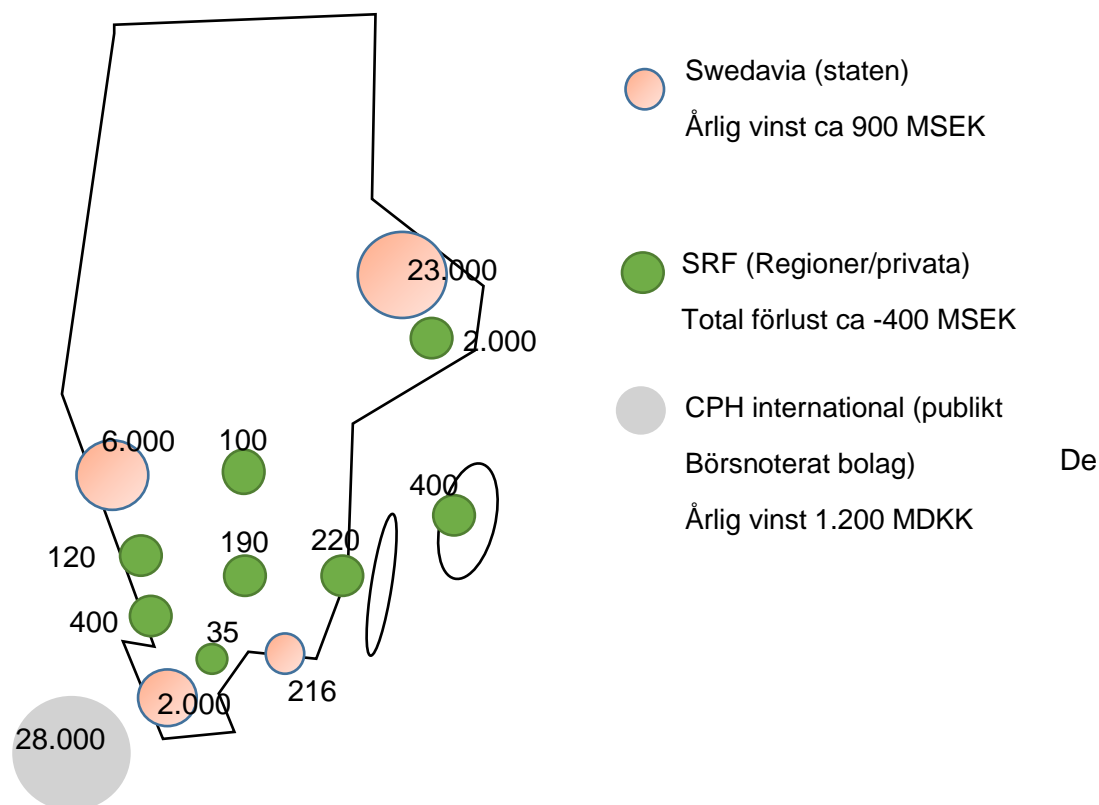 Swedavia (staten)
Årlig vinst ca 900 MSEK
23.000
SRF (Regioner/privata)
Total förlust ca -400 MSEK
2.000
CPH international (publikt
Börsnoterat bolag)
De
Årlig vinst 1.200 MDKK
6.000
100
400
120
190
220
400
35
216
2.000
28.000